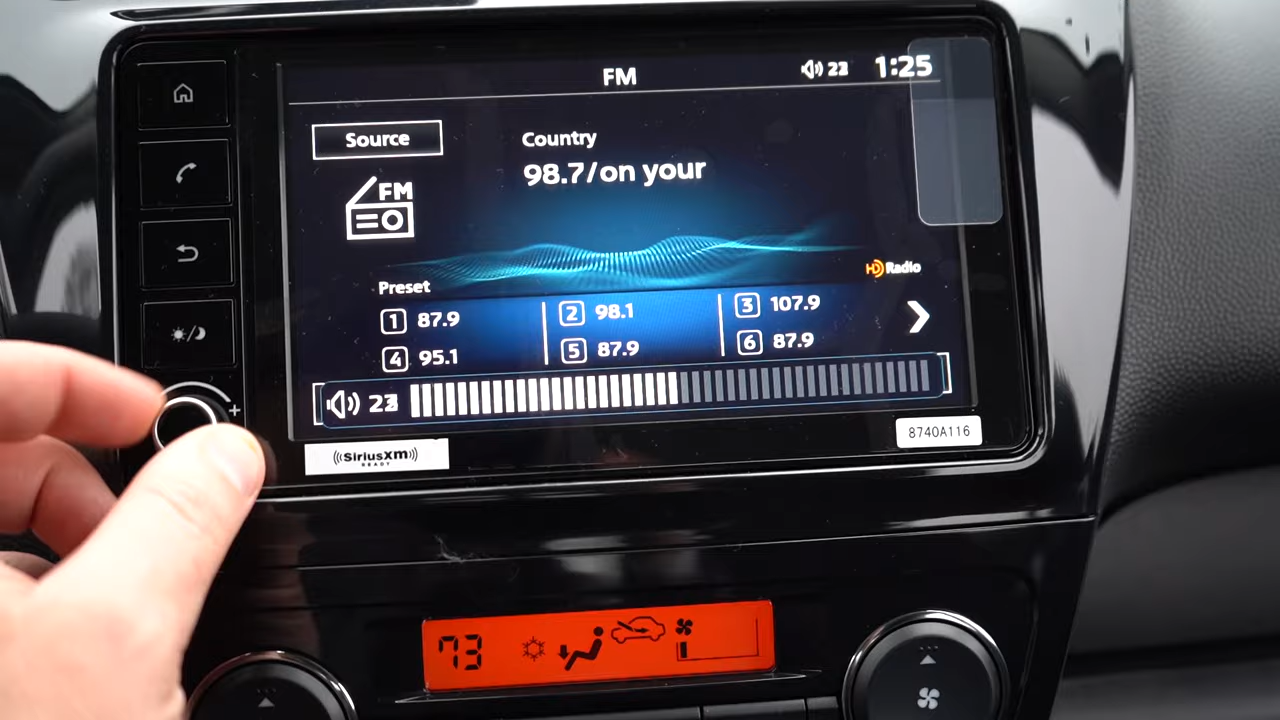 FM
23
1:25
Source
Country
98.7/on your
FM
HD Radio
Preset
1 87.9
2 98.1
3 107.9
4 95.1
5 87.9
6 87.9
23
+
8740A116
((SiriusXM))
READY
73